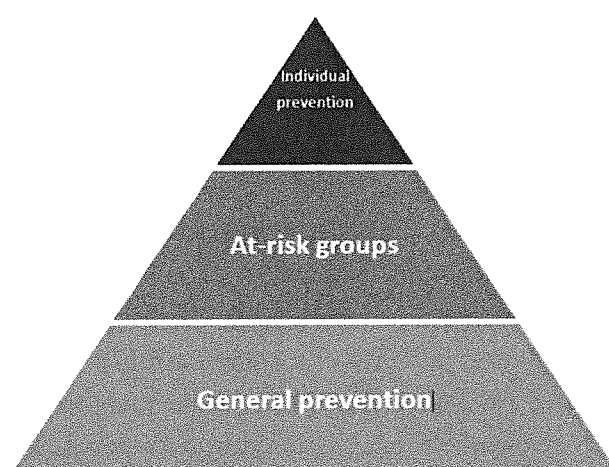 Individual
prevention
At-risk groups
General prevention